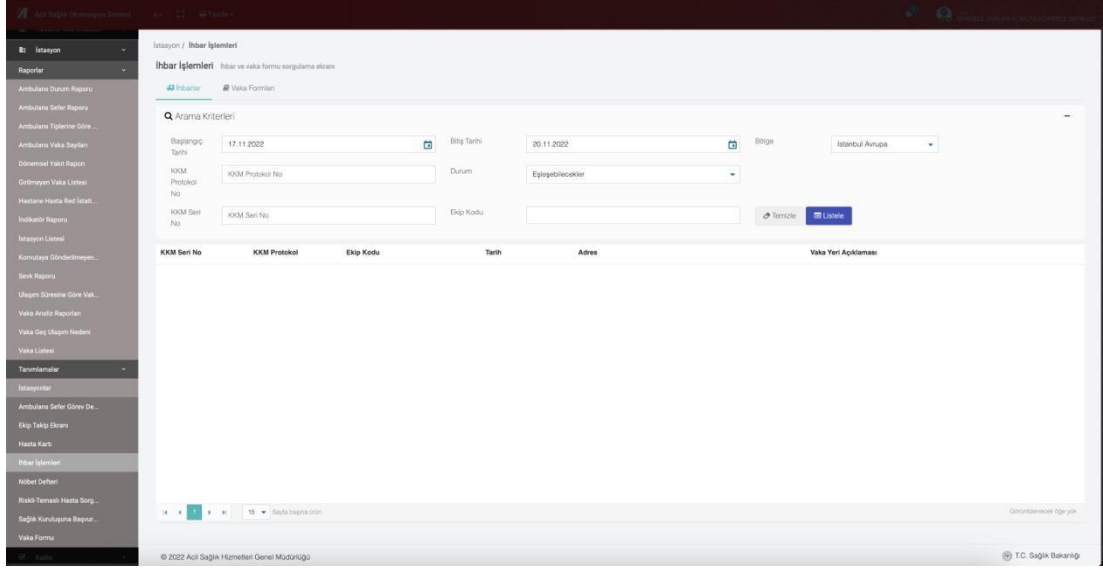 Acil Sağlık Otomasyon Sistemi
İstasyon
Raporlar
Ambulans Durum Raporu
Ambulans Sefer Raporu
Ambulans Tiplerine Göre ...
Ambulans Vaka Sayıları
Dönemsel Yakıt Raporı
Girilmeyen Vaka Listesi
Hastane Hasta Red İstati...
İndikatör Raporu
İstasyon Listesi
Komutaya Gönderilmeyen...
Sevk Raporu
Ulaşım Süresine Göre Vak...
Vaka Analiz Raporları
Vaka Geç Ulaşım Nedeni
Vaka Listesi
Tanımlamalar
İstasyonlar
Ambulans Sefer Görev De...
Ekip Takip Ekranı
Hasta Kartı
İhbar İşlemleri
Nöbet Defteri
Riskli-Temaslı Hasta Sorg...
Sağlık Kuruluşuna Başvur...
Vaka Formu
Kalite
İstasyon / İhbar İşlemleri
İhbar İşlemleri İhbar ve vaka formu sorgulama ekranı
İhbarlar Vaka Formları
Arama Kriterleri
Başlangıç Tarihi 17.11.2022 Bitiş Tarihi 20.11.2022 Bölge İstanbul Avrupa
KKM Protokol No KKM Protokol No Durum Eşleşebilecekler
KKM Seri No KKM Seri No Ekip Kodu Temizle Listele
KKM Seri No KKM Protokol Ekip Kodu Tarih Adres Vaka Yeri Açıklaması
1 15 Sayfa başına ürün Görüntülenecek öğe yok
© 2022 Acil Sağlık Hizmetleri Genel Müdürlüğü T.C. Sağlık Bakanlığı